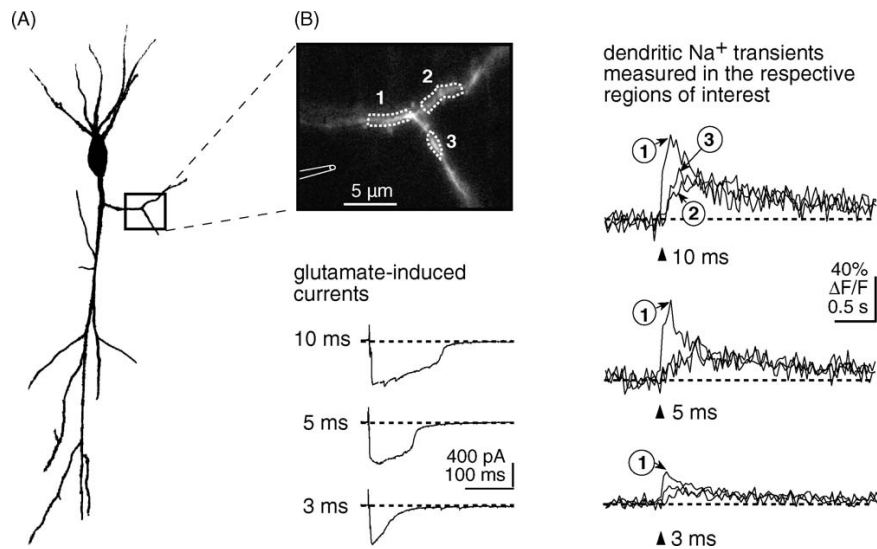 (A)
(B)
1
2
3
5 µm
glutamate-induced
currents
10 ms
5 ms
3 ms
400 pA
100 ms
dendritic Na+ transients
measured in the respective
regions of interest
1
3
2
10 ms
40%
ΔF/F
0.5 s
1
5 ms
1
3 ms